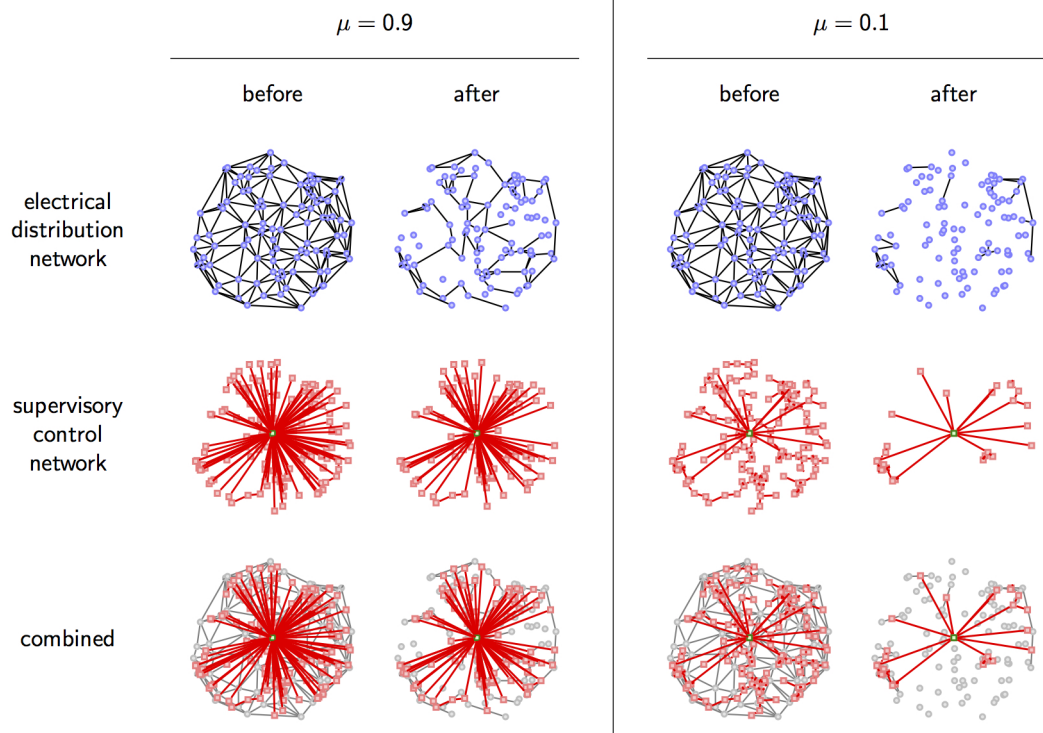 μ = 0.9
μ = 0.1
before
after
before
after
electrical
distribution
network
supervisory
control
network
combined